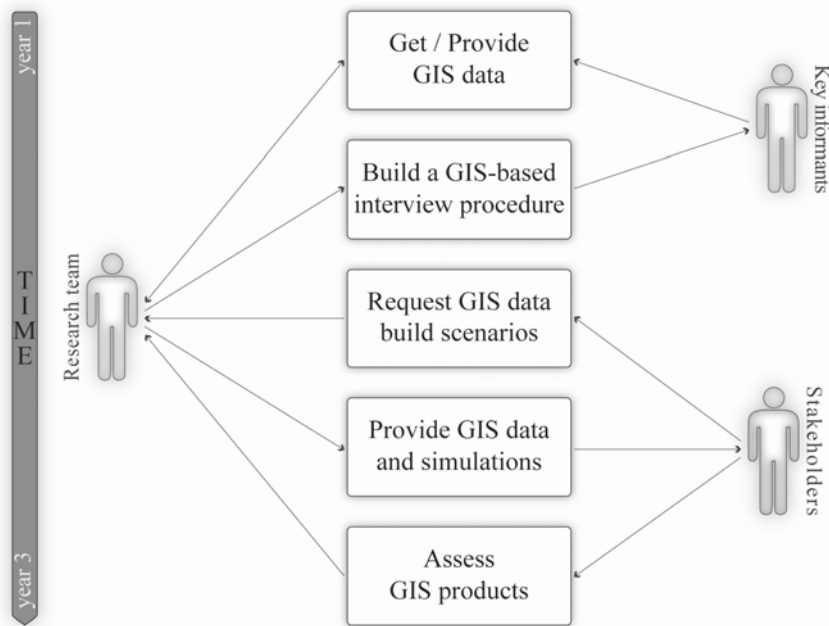 year 1
Get / Provide
GIS data
Key informants
Build a GIS-based
interview procedure
TIME
Research team
Request GIS data
build scenarios
Provide GIS data
and simulations
Stakeholders
year 3
Assess
GIS products